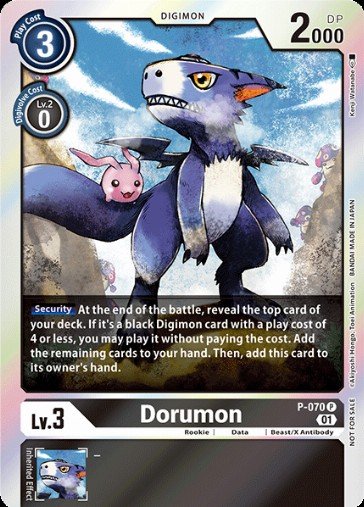 Play Cost
3
DIGIMON
2000
DP
Digivolve Cost
Lv.2
0
Kenji Watanabe
Security At the end of the battle, reveal the top card of
your deck. If it's a black Digimon card with a play cost of
4 or less, you may play it without paying the cost. Add
the remaining cards to your hand. Then, add this card to
its owner's hand.
©Akiyoshi Hongo, Toei Animation BANDAI MADE IN JAPAN
NOT FOR SALE
Lv.3
Dorumon
P-070 P
01
Rookie | Data | Beast/X Antibody
Inherited Effect
–